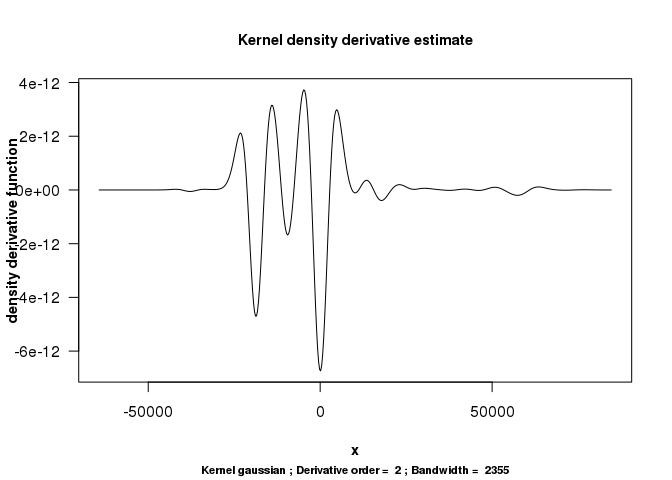 Kernel density derivative estimate
density derivative function
4e-12
2e-12
0e+00
-2e-12
-4e-12
-6e-12
-50000 0 50000
x
Kernel gaussian ; Derivative order = 2 ; Bandwidth = 2355